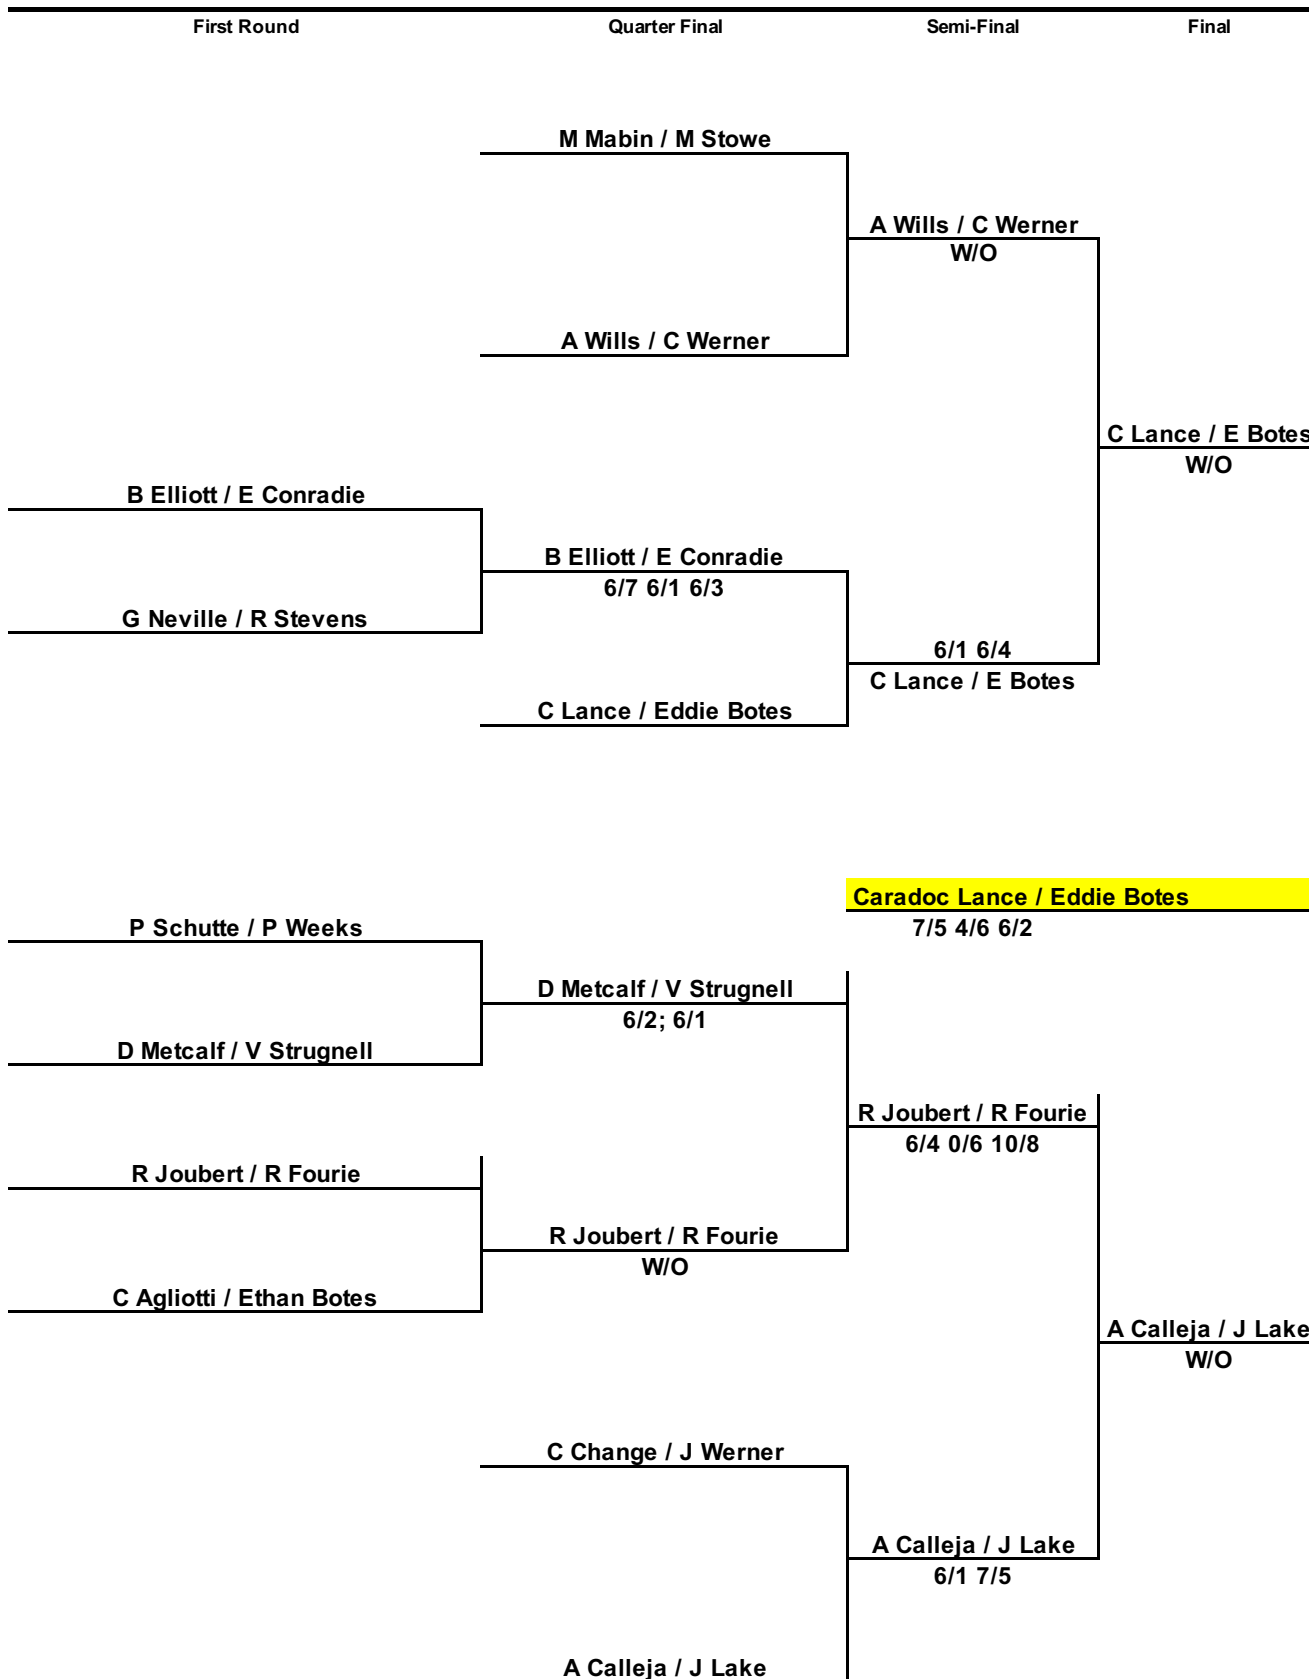 First Round Quarter Final Semi-Final Final
M Mabin / M Stowe
A Wills / C Werner
W/O
A Wills / C Werner
C Lance / E Botes
W/O
B Elliott / E Conradie
B Elliott / E Conradie
6/7 6/1 6/3
G Neville / R Stevens
6/1 6/4
C Lance / E Botes
C Lance / Eddie Botes
Caradoc Lance / Eddie Botes
7/5 4/6 6/2
P Schutte / P Weeks
D Metcalf / V Strugnell
6/2; 6/1
D Metcalf / V Strugnell
R Joubert / R Fourie
6/4 0/6 10/8
R Joubert / R Fourie
R Joubert / R Fourie
W/O
C Agliotti / Ethan Botes
A Calleja / J Lake
W/O
C Change / J Werner
A Calleja / J Lake
6/1 7/5
A Calleja / J Lake